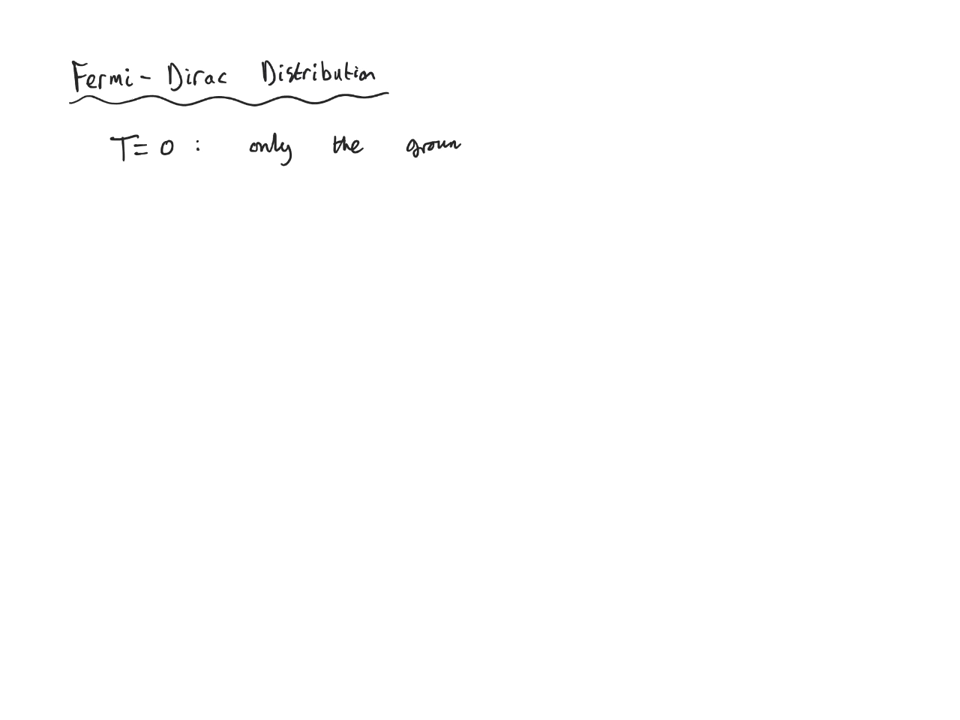 Fermi - Dirac Distribution
T = 0 : only the groun